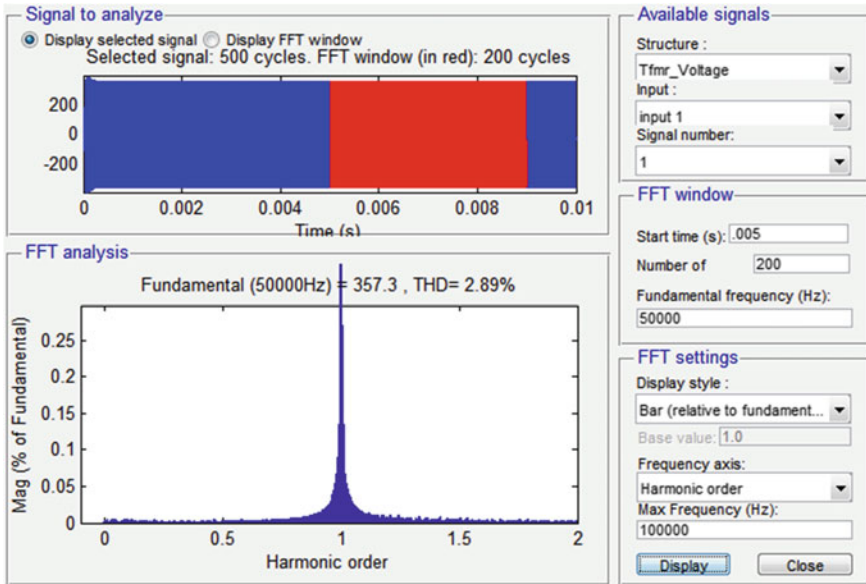 Signal to analyze
Display selected signal Display FFT window
Selected signal: 500 cycles. FFT window (in red): 200 cycles
200
0
-200
0 0.002 0.004 0.006 0.008 0.01
Time (s)
FFT analysis
Fundamental (50000Hz) = 357.3 , THD= 2.89%
0.25
0.2
0.15
0.1
0.05
0
Mag (% of Fundamental)
0 0.5 1 1.5 2
Harmonic order
Available signals
Structure :
Tfmr_Voltage
Input :
input 1
Signal number:
1
FFT window
Start time (s): .005
Number of 200
Fundamental frequency (Hz):
50000
FFT settings
Display style :
Bar (relative to fundament...
Base value: 1.0
Frequency axis:
Harmonic order
Max Frequency (Hz):
100000
Display Close